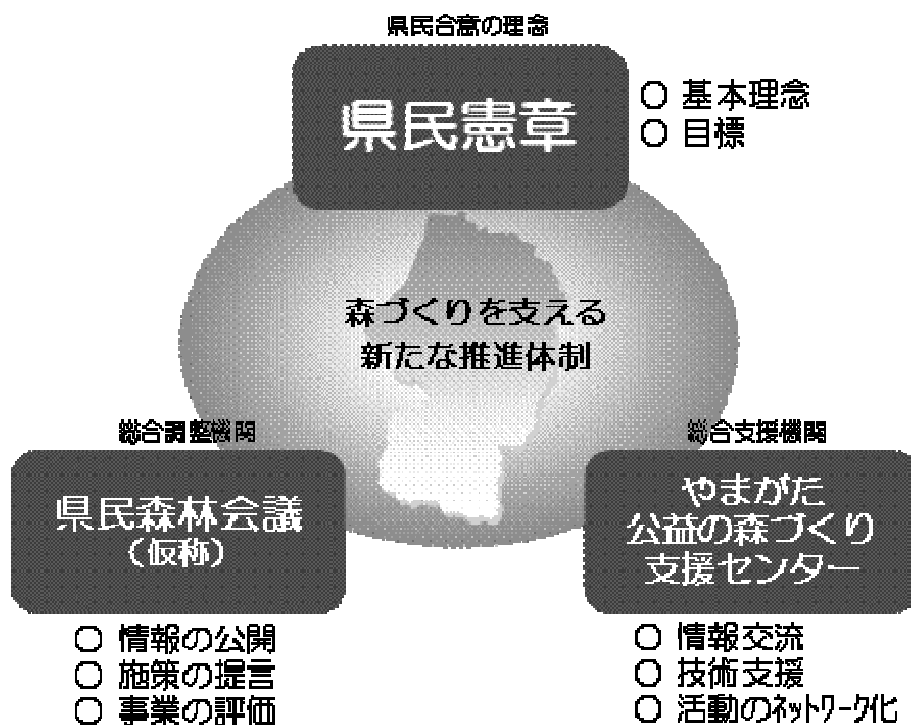 県民合意の理念
県民憲章
○ 基本理念
○ 目標
森づくりを支える
新たな推進体制
総合調整機関
県民森林会議
（仮称）
○ 情報の公開
○ 施策の提言
○ 事業の評価
総合支援機関
やまがた
公益の森づくり
支援センター
○ 情報交流
○ 技術支援
○ 活動のﾈｯﾄﾜｰｸ化